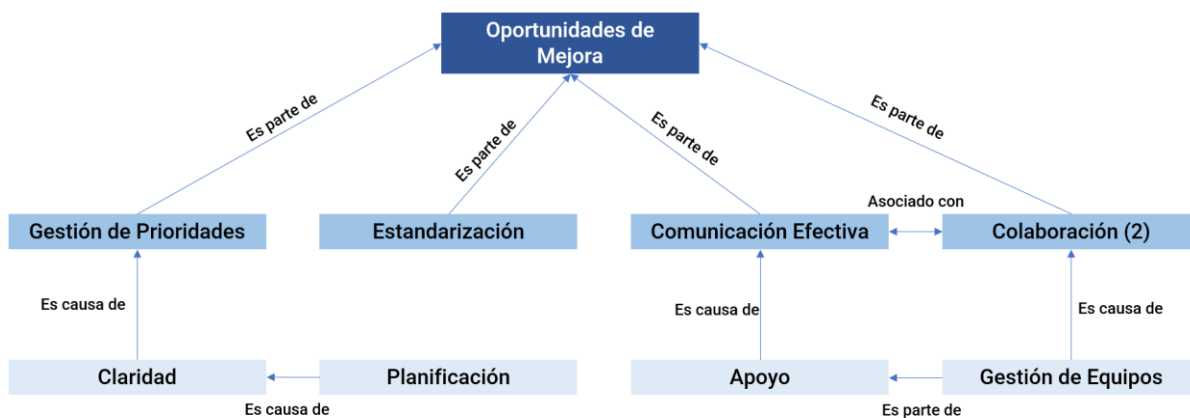 Oportunidades de
Mejora
Es parte de
Es parte de
Es parte de
Es parte de
Asociado con
Gestión de Prioridades
Estandarización
Comunicación Efectiva
Colaboración (2)
Es causa de
Es causa de
Es causa de
Claridad
Planificación
Apoyo
Gestión de Equipos
Es causa de
Es parte de